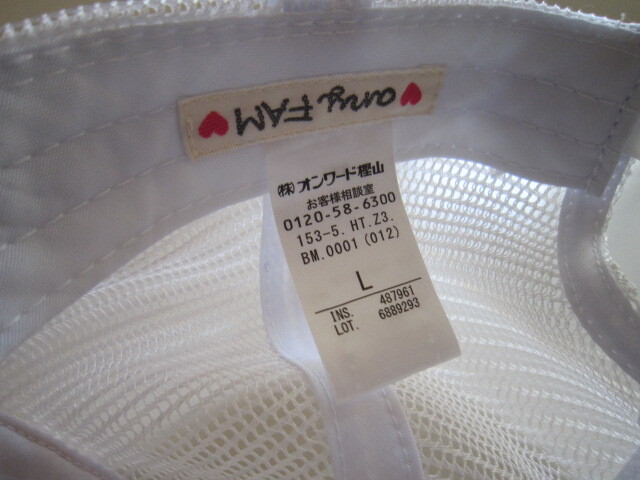 any FAM
(株)オンワード樫山
お客様相談室
0120-58-6300
153-5. HT.Z3.
BM.0001 (012)
L
INS. 487961
LOT. 6889293